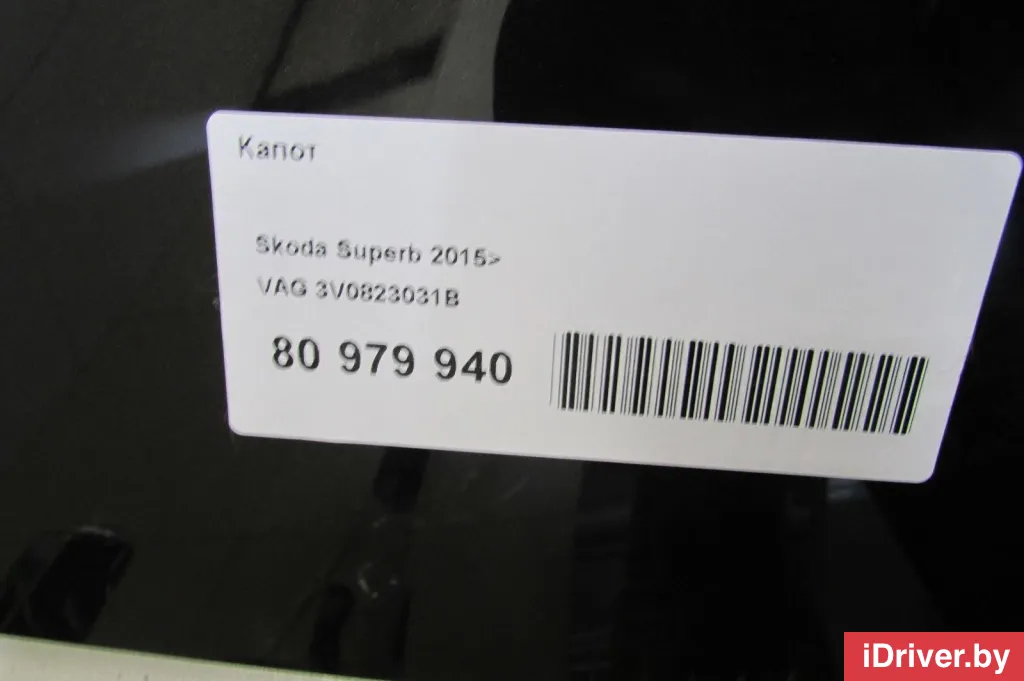 Капот
Skoda Superb 2015>
VAG 3V0823031B
80 979 940
iDriver.by